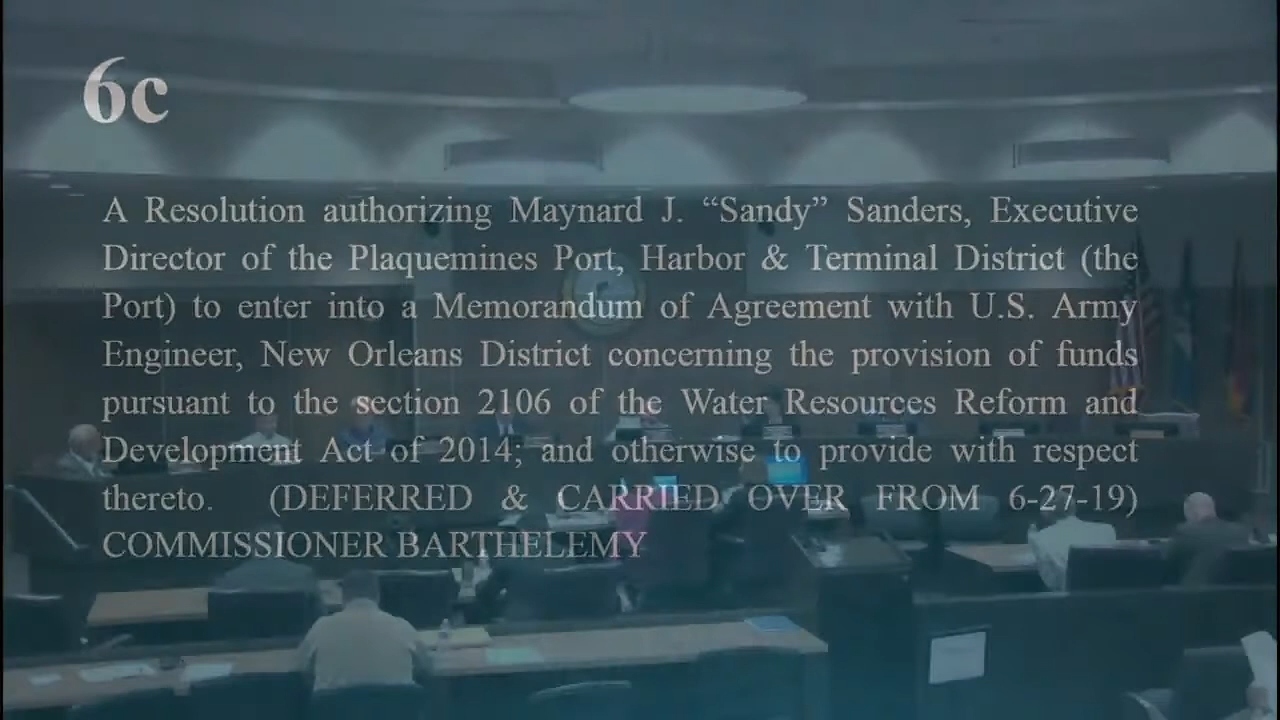 6c
A Resolution authorizing Maynard J. “Sandy” Sanders, Executive
Director of the Plaquemines Port, Harbor & Terminal District (the
Port) to enter into a Memorandum of Agreement with U.S. Army
Engineer, New Orleans District concerning the provision of funds
pursuant to the section 2106 of the Water Resources Reform and
Development Act of 2014; and otherwise to provide with respect
thereto. (DEFERRED & CARRIED OVER FROM 6-27-19)
COMMISSIONER BARTHELEMY